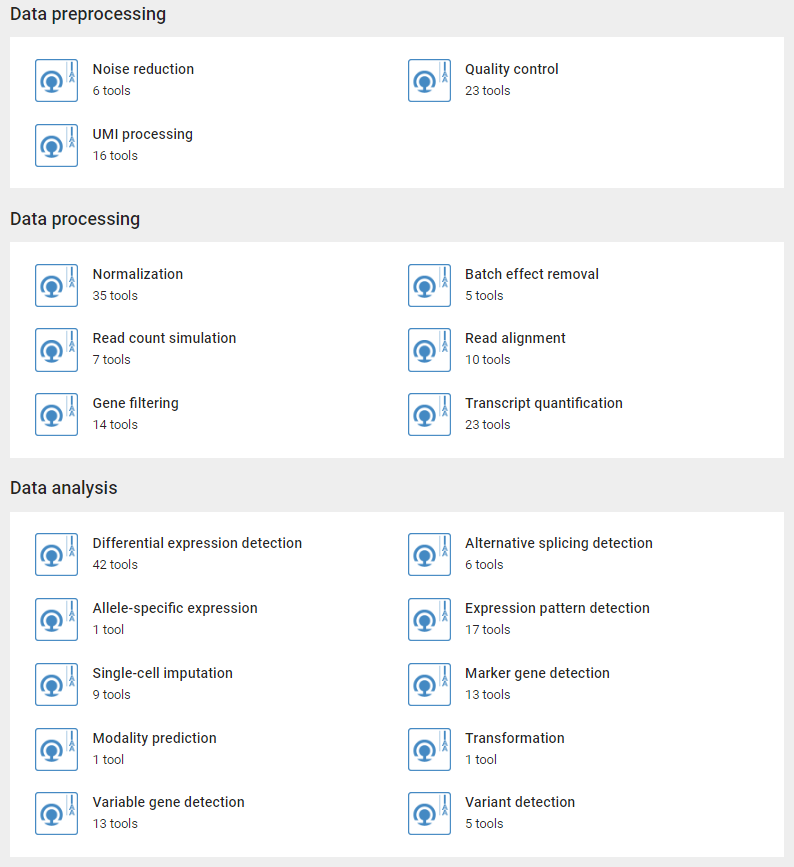 Data preprocessing
Noise reduction
6 tools
Quality control
23 tools
UMI processing
16 tools
Data processing
Normalization
35 tools
Batch effect removal
5 tools
Read count simulation
7 tools
Read alignment
10 tools
Gene filtering
14 tools
Transcript quantification
23 tools
Data analysis
Differential expression detection
42 tools
Alternative splicing detection
6 tools
Allele-specific expression
1 tool
Expression pattern detection
17 tools
Single-cell imputation
9 tools
Marker gene detection
13 tools
Modality prediction
1 tool
Transformation
1 tool
Variable gene detection
13 tools
Variant detection
5 tools